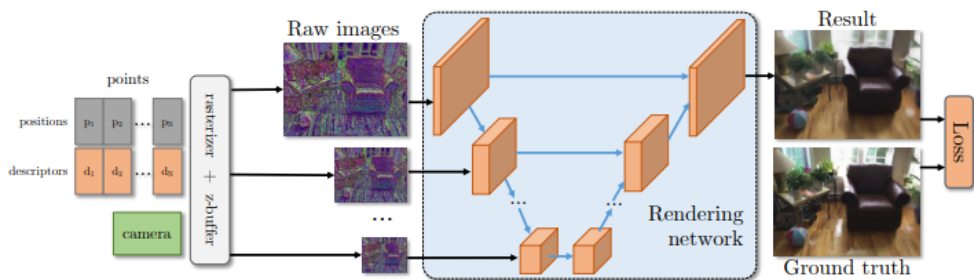 points
positions
p₁ p₂ ... p_N
descriptors
d₁ d₂ ... d_N
camera
rasterizer + z-buffer
Raw images
...
... ...
Rendering
network
Result
Ground truth
Loss